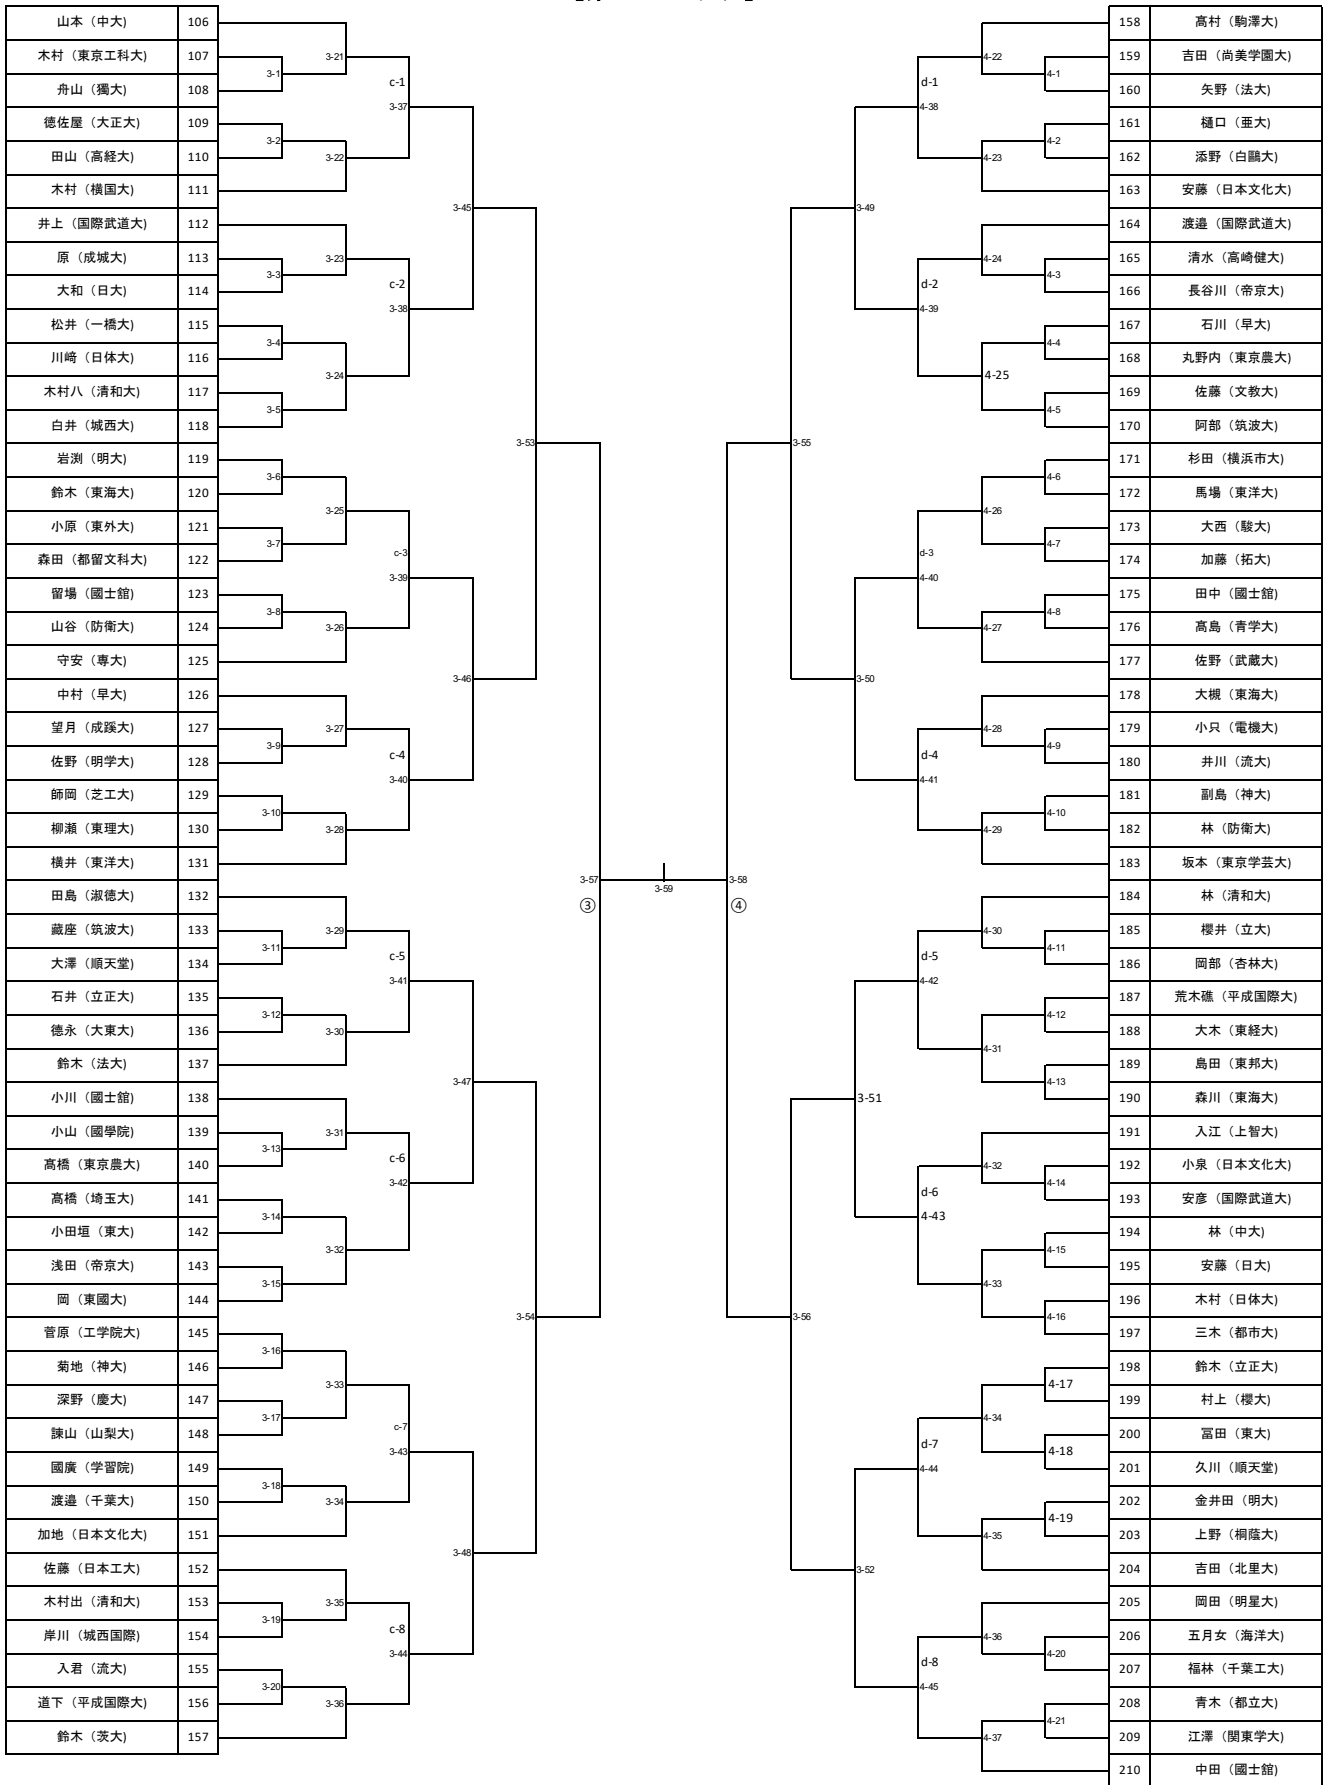 山本（中大） 106
木村（東京工科大） 107
舟山（獨大） 108
徳佐屋（大正大） 109
田山（高経大） 110
木村（横国大） 111
井上（国際武道大） 112
原（成城大） 113
大和（日大） 114
松井（一橋大） 115
川﨑（日体大） 116
木村八（清和大） 117
白井（城西大） 118
岩渕（明大） 119
鈴木（東海大） 120
小原（東外大） 121
森田（都留文科大） 122
留場（國士舘） 123
山谷（防衛大） 124
守安（専大） 125
中村（早大） 126
望月（成蹊大） 127
佐野（明学大） 128
師岡（芝工大） 129
柳瀬（東理大） 130
横井（東洋大） 131
田島（淑徳大） 132
藏座（筑波大） 133
大澤（順天堂） 134
石井（立正大） 135
德永（大東大） 136
鈴木（法大） 137
小川（國士舘） 138
小山（國學院） 139
髙橋（東京農大） 140
髙橋（埼玉大） 141
小田垣（東大） 142
浅田（帝京大） 143
岡（東國大） 144
菅原（工学院大） 145
菊地（神大） 146
深野（慶大） 147
諫山（山梨大） 148
國廣（学習院） 149
渡邉（千葉大） 150
加地（日本文化大） 151
佐藤（日本工大） 152
木村出（清和大） 153
岸川（城西国際） 154
入君（流大） 155
道下（平成国際大） 156
鈴木（茨大） 157
3-1
3-2
3-3
3-4
3-5
3-6
3-7
3-8
3-9
3-10
3-11
3-12
3-13
3-14
3-15
3-16
3-17
3-18
3-19
3-20
3-21
3-22
3-23
3-24
3-25
3-26
3-27
3-28
3-29
3-30
3-31
3-32
3-33
3-34
3-35
3-36
c-1
3-37
c-2
3-38
c-3
3-39
c-4
3-40
c-5
3-41
c-6
3-42
c-7
3-43
c-8
3-44
3-45
3-46
3-47
3-48
3-53
3-54
3-57
③
3-59
3-58
④
3-55
3-56
3-49
3-50
3-51
3-52
d-1
4-38
d-2
4-39
d-3
4-40
d-4
4-41
d-5
4-42
d-6
4-43
d-7
4-44
d-8
4-45
4-22
4-23
4-24
4-25
4-26
4-27
4-28
4-29
4-30
4-31
4-32
4-33
4-34
4-35
4-36
4-37
4-1
4-2
4-3
4-4
4-5
4-6
4-7
4-8
4-9
4-10
4-11
4-12
4-13
4-14
4-15
4-16
4-17
4-18
4-19
4-20
4-21
158 髙村（駒澤大）
159 吉田（尚美学園大）
160 矢野（法大）
161 樋口（亜大）
162 添野（白鷗大）
163 安藤（日本文化大）
164 渡邉（国際武道大）
165 清水（高崎健大）
166 長谷川（帝京大）
167 石川（早大）
168 丸野内（東京農大）
169 佐藤（文教大）
170 阿部（筑波大）
171 杉田（横浜市大）
172 馬場（東洋大）
173 大西（駿大）
174 加藤（拓大）
175 田中（國士舘）
176 髙島（青学大）
177 佐野（武蔵大）
178 大槻（東海大）
179 小只（電機大）
180 井川（流大）
181 副島（神大）
182 林（防衛大）
183 坂本（東京学芸大）
184 林（清和大）
185 櫻井（立大）
186 岡部（杏林大）
187 荒木礁（平成国際大）
188 大木（東経大）
189 島田（東邦大）
190 森川（東海大）
191 入江（上智大）
192 小泉（日本文化大）
193 安彦（国際武道大）
194 林（中大）
195 安藤（日大）
196 木村（日体大）
197 三木（都市大）
198 鈴木（立正大）
199 村上（櫻大）
200 冨田（東大）
201 久川（順天堂）
202 金井田（明大）
203 上野（桐蔭大）
204 吉田（北里大）
205 岡田（明星大）
206 五月女（海洋大）
207 福林（千葉工大）
208 青木（都立大）
209 江澤（関東学大）
210 中田（國士舘）